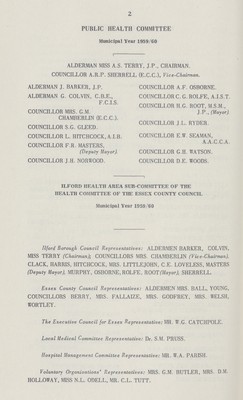 2
PUBLIC HEALTH COMMITTEE
Municipal Year 1959/60
ALDERMAN MISS A.S. TERRY, J.P., CHAIRMAN.
COUNCILLOR A.R.P. SHERRELL (E.C.C.), Vice-Chairman.
ALDERMAN J. BARKER, J.P.
ALDERMAN G. COLVIN, C.B.E., F.C.I.S.
COUNCILLOR MRS. G.M. CHAMBERLIN (E.C.C.).
COUNCILLOR S.G. GLEED.
COUNCILLOR L. HITCHCOCK, A.I.B.
COUNCILLOR F.B. MASTERS, (Deputy Mayor)
COUNCILLOR J.H. NORWOOD.
COUNCILLOR A.F. OSBORNE.
COUNCILLOR C.G. ROLFE, A.I.S.T.
COUNCILLOR H.G. ROOT, M.S.M., J.P., (Mayor)
COUNCILLOR J.L. RYDER.
COUNCILLOR E.W. SEAMAN, A.A.C.C.A.
COUNCILLOR G.H. WATSON.
COUNCILLOR D.E. WOODS.
ILFORD HEALTH AREA SUB-COMMITTEE OF THE
HEALTH COMMITTEE OF THE ESSEX COUNTY COUNCIL
Municipal Year 1959/60
Ilford Borough Council Representatives: ALDERMEN BARKER, COLVIN,
MISS TERRY (Chairman); COUNCILLORS MRS CHAMBERLIN (Vice-Chairman),
CLACK, HARRIS, HITCHCOCK, MRS. LITTLEJOHS, C.E. LOVELESS, MASTERS
(Deputy Mayor), MURPHY, OSBORNE, ROLFE, ROOT (Mayor), SHERRELL.
Essex County Council Representatives: ALDERMEN MRS. BALL, YOUNG,
COUNCILLORS BERRY, MRS. FALLAIZE, MRS. GODFREY, MRS. WELSH,
WORTLEY.
The Executive Council for Essex Representative: MR. W.G. CATCHPOLE.
Local Medical Committee Representative: Dr. S.M. PRUSS.
Hospital Management Committee Representative: MR. W.A. PARISH.
Voluntary Organisations' Representatives: MRS. G.M. BUTLER, MRS. D.M.
HOLLOWAY, MISS N.L. ODELL, MR. C.L. TUTT.